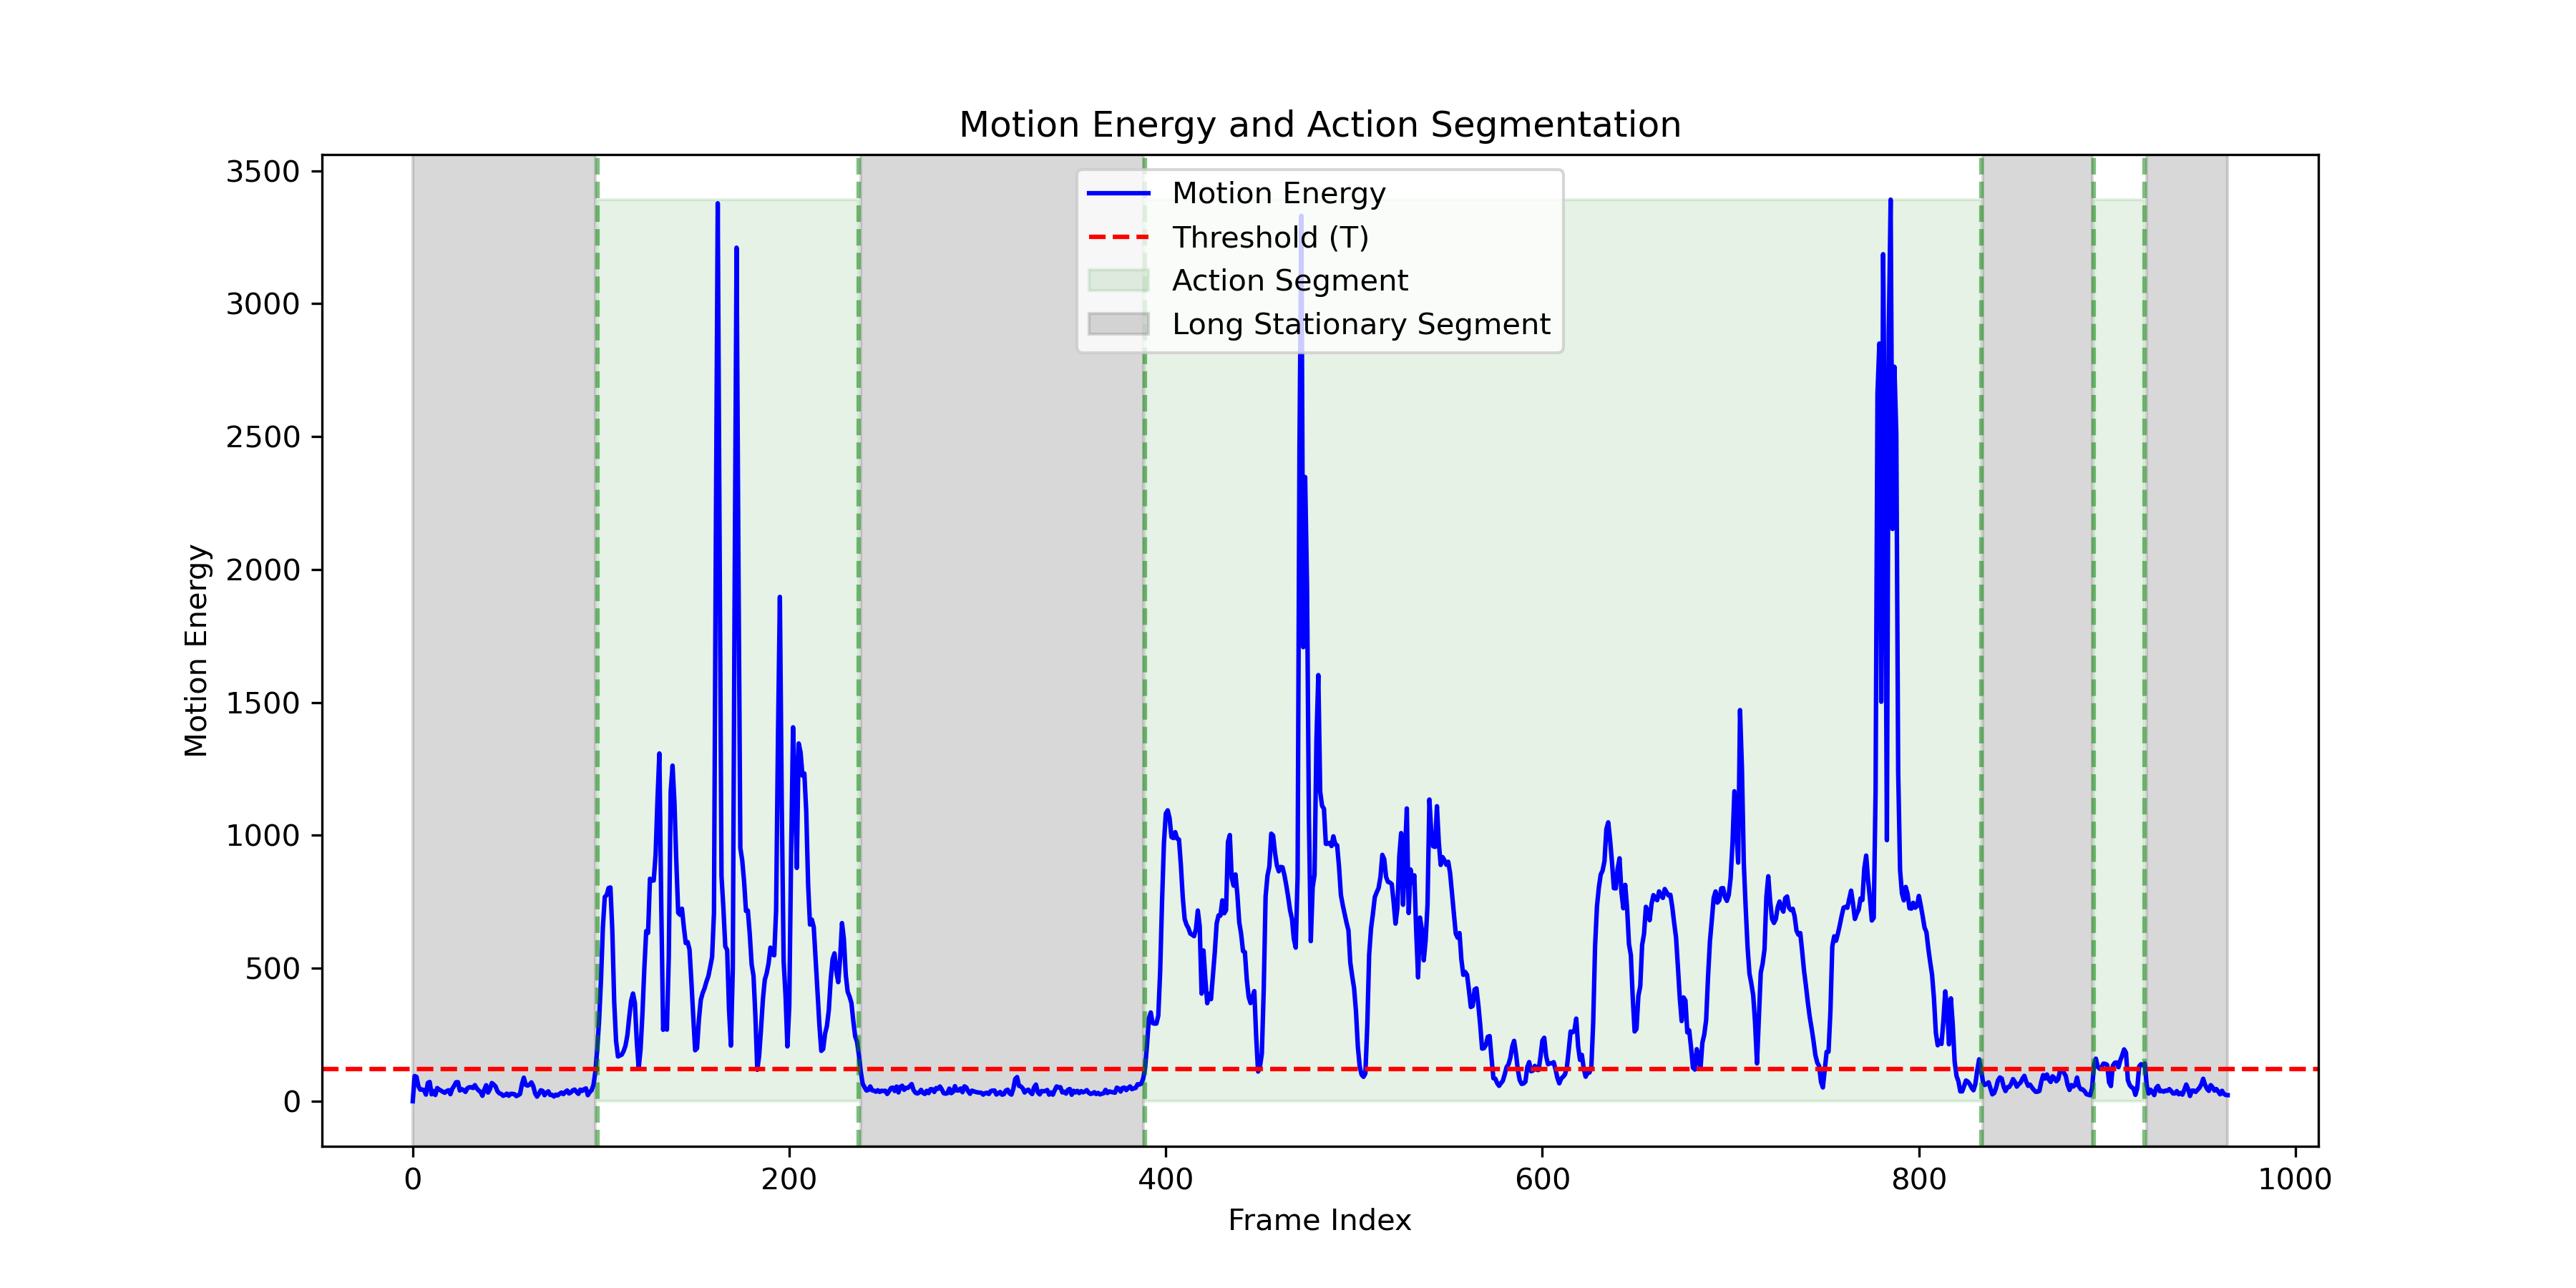 Motion Energy and Action Segmentation
3500
3000
2500
2000
1500
1000
500
0
Motion Energy
Motion Energy
Threshold (T)
Action Segment
Long Stationary Segment
0
200
400
600
800
1000
Frame Index